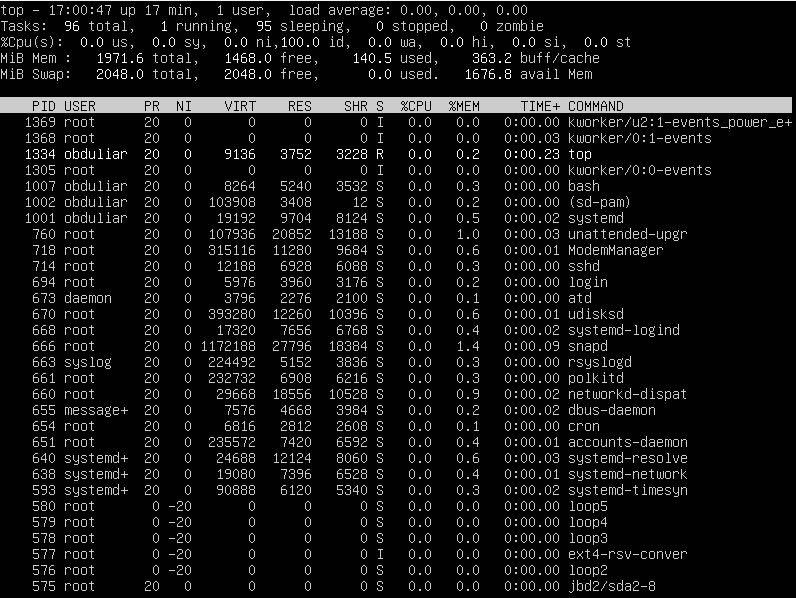 top - 17:00:47 up 17 min,  1 user,  load average: 0.00, 0.00, 0.00
Tasks:  96 total,   1 running,  95 sleeping,   0 stopped,   0 zombie
%Cpu(s):  0.0 us,  0.0 sy,  0.0 ni,100.0 id,  0.0 wa,  0.0 hi,  0.0 si,  0.0 st
MiB Mem :   1971.6 total,   1468.0 free,    140.5 used,    363.2 buff/cache
MiB Swap:   2048.0 total,   2048.0 free,      0.0 used.   1676.8 avail Mem
    PID USER      PR  NI    VIRT    RES    SHR S  %CPU  %MEM     TIME+ COMMAND
   1369 root      20   0       0      0      0 I   0.0   0.0   0:00.00 kworker/u2:1-events_power_e+
   1368 root      20   0       0      0      0 I   0.0   0.0   0:00.03 kworker/0:1-events
   1334 obduliar  20   0    9136   3752   3228 R   0.0   0.2   0:00.23 top
   1305 root      20   0       0      0      0 I   0.0   0.0   0:00.00 kworker/0:0-events
   1007 obduliar  20   0    8264   5240   3532 S   0.0   0.3   0:00.00 bash
   1002 obduliar  20   0  103908   3408     12 S   0.0   0.2   0:00.00 (sd-pam)
   1001 obduliar  20   0   19192   9704   8124 S   0.0   0.5   0:00.02 systemd
    760 root      20   0  107936  20852  13188 S   0.0   1.0   0:00.03 unattended-upgr
    718 root      20   0  315116  11280   9684 S   0.0   0.6   0:00.01 ModemManager
    714 root      20   0   12188   6928   6088 S   0.0   0.3   0:00.00 sshd
    694 root      20   0    5976   3960   3176 S   0.0   0.2   0:00.00 login
    673 daemon    20   0    3796   2276   2100 S   0.0   0.1   0:00.00 atd
    670 root      20   0  393280  12260  10396 S   0.0   0.6   0:00.01 udisksd
    668 root      20   0   17320   7656   6768 S   0.0   0.4   0:00.02 systemd-logind
    666 root      20   0 1172188  27796  18384 S   0.0   1.4   0:00.09 snapd
    663 syslog    20   0  224492   5152   3836 S   0.0   0.3   0:00.00 rsyslogd
    661 root      20   0  232732   6908   6216 S   0.0   0.3   0:00.00 polkitd
    660 root      20   0   29668  18556  10528 S   0.0   0.9   0:00.02 networkd-dispat
    655 message+  20   0    7576   4668   3984 S   0.0   0.2   0:00.02 dbus-daemon
    654 root      20   0    6816   2812   2608 S   0.0   0.1   0:00.00 cron
    651 root      20   0  235572   7420   6592 S   0.0   0.4   0:00.01 accounts-daemon
    640 systemd+  20   0   24688  12124   8060 S   0.0   0.6   0:00.03 systemd-resolve
    638 systemd+  20   0   19080   7396   6528 S   0.0   0.4   0:00.01 systemd-network
    593 systemd+  20   0   90888   6120   5340 S   0.0   0.3   0:00.02 systemd-timesyn
    580 root       0 -20       0      0      0 S   0.0   0.0   0:00.00 loop5
    579 root       0 -20       0      0      0 S   0.0   0.0   0:00.00 loop4
    578 root       0 -20       0      0      0 S   0.0   0.0   0:00.00 loop3
    577 root       0 -20       0      0      0 I   0.0   0.0   0:00.00 ext4-rsv-conver
    576 root       0 -20       0      0      0 S   0.0   0.0   0:00.00 loop2
    575 root      20   0       0      0      0 S   0.0   0.0   0:00.00 jbd2/sda2-8